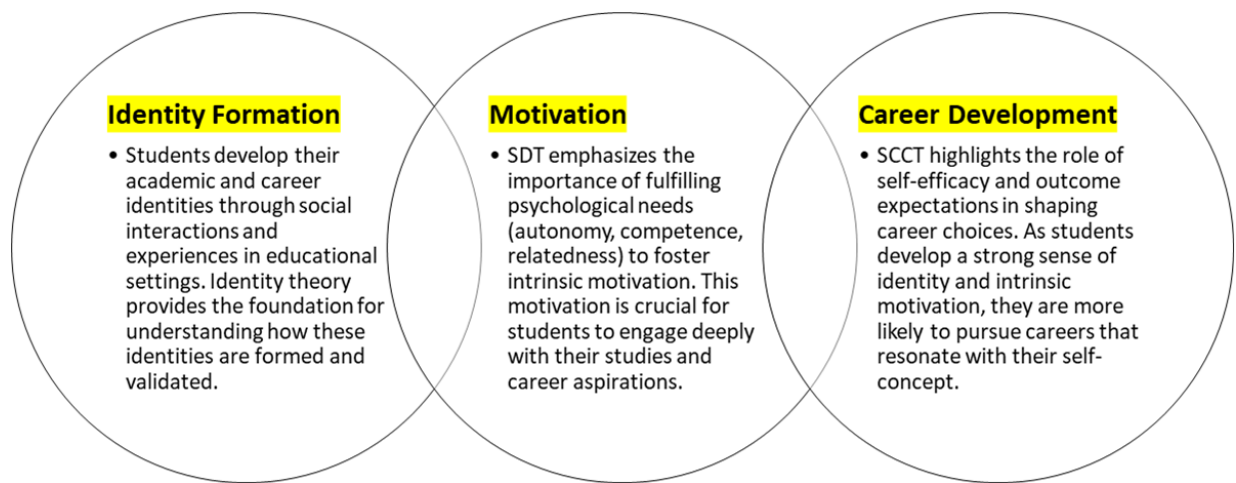 Identity Formation
• Students develop their
academic and career
identities through social
interactions and
experiences in educational
settings. Identity theory
provides the foundation for
understanding how these
identities are formed and
validated.
Motivation
• SDT emphasizes the
importance of fulfilling
psychological needs
(autonomy, competence,
relatedness) to foster
intrinsic motivation. This
motivation is crucial for
students to engage deeply
with their studies and
career aspirations.
Career Development
• SCCT highlights the role of
self-efficacy and outcome
expectations in shaping
career choices. As students
develop a strong sense of
identity and intrinsic
motivation, they are more
likely to pursue careers that
resonate with their self-
concept.